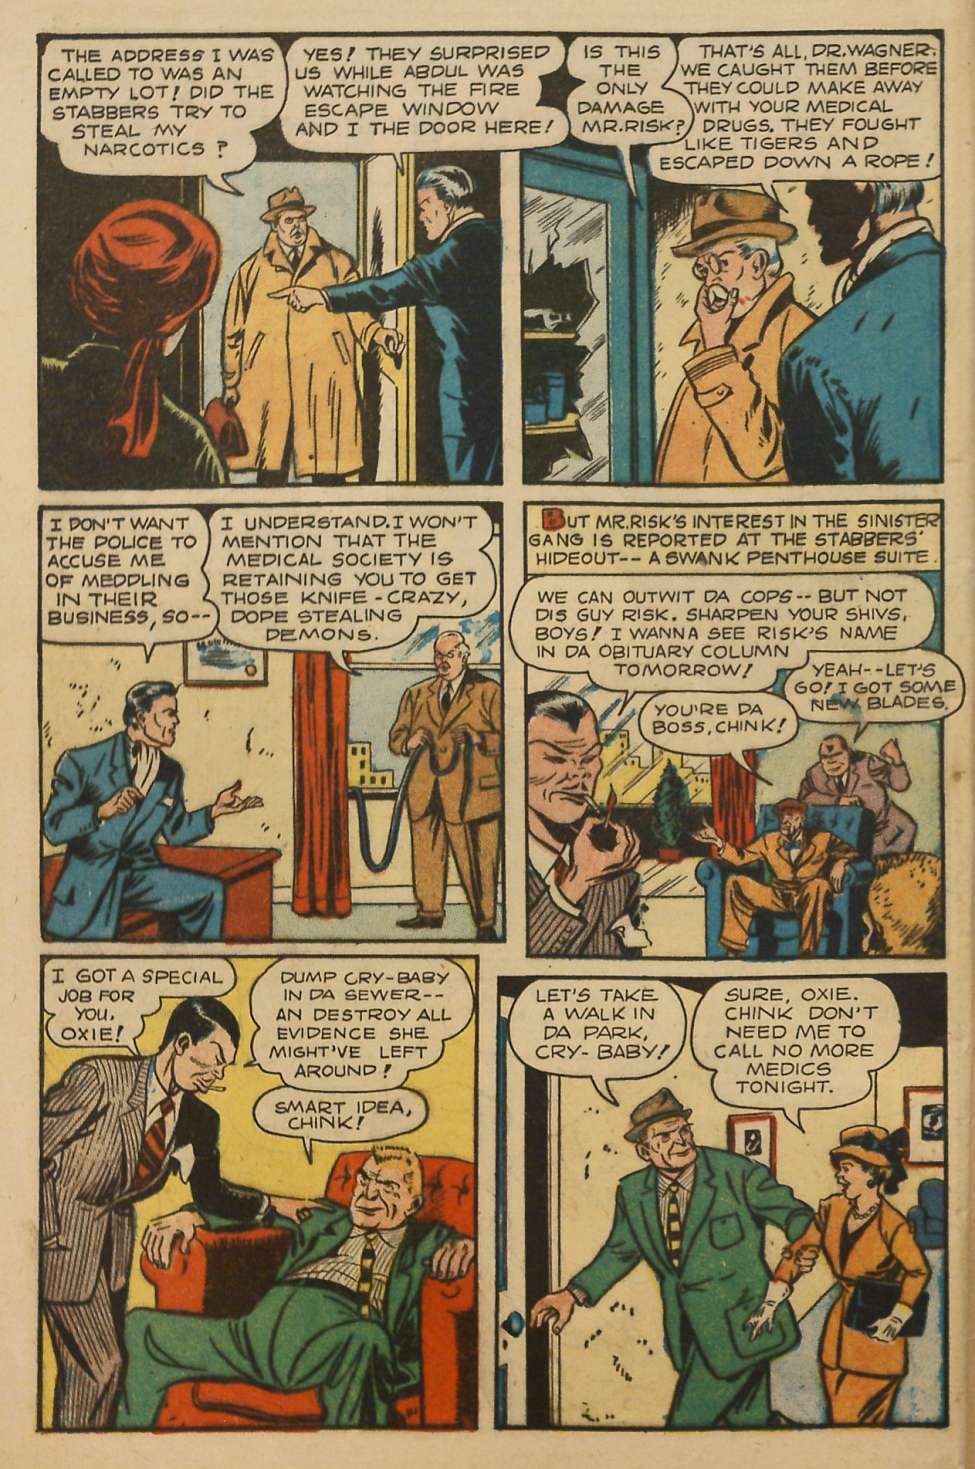 THE ADDRESS I WAS
CALLED TO WAS AN
EMPTY LOT! DID THE
STABBERS TRY TO
STEAL MY
NARCOTICS?
YES! THEY SURPRISED
US WHILE ABDUL WAS
WATCHING THE FIRE
ESCAPE WINDOW
AND I THE DOOR HERE!
IS THIS
THE
ONLY
DAMAGE
MR.RISK?
THAT'S ALL, DR.WAGNER.
WE CAUGHT THEM BEFORE
THEY COULD MAKE AWAY
WITH YOUR MEDICAL
DRUGS. THEY FOUGHT
LIKE TIGERS AND
ESCAPED DOWN A ROPE!
I DON'T WANT
THE POLICE TO
ACCUSE ME
OF MEDDLING
IN THEIR
BUSINESS, SO--
I UNDERSTAND. I WON'T
MENTION THAT THE
MEDICAL SOCIETY IS
RETAINING YOU TO GET
THOSE KNIFE-CRAZY,
DOPE STEALING
DEMONS.
BUT MR.RISK'S INTEREST IN THE SINISTER
GANG IS REPORTED AT THE STABBERS'
HIDEOUT-- A SWANK PENTHOUSE SUITE.
WE CAN OUTWIT DA COPS-- BUT NOT
DIS GUY RISK. SHARPEN YOUR SHIVS,
BOYS! I WANNA SEE RISK'S NAME
IN DA OBITUARY COLUMN
TOMORROW!
YOU'RE DA
BOSS, CHINK!
YEAH--LET'S
GO! I GOT SOME
NEW BLADES.
I GOT A SPECIAL
JOB FOR
YOU,
OXIE!
DUMP CRY-BABY
IN DA SEWER--
AN DESTROY ALL
EVIDENCE SHE
MIGHT'VE LEFT
AROUND!
SMART IDEA,
CHINK!
LET'S TAKE
A WALK IN
DA PARK,
CRY-BABY!
SURE, OXIE.
CHINK DON'T
NEED ME TO
CALL NO MORE
MEDICS
TONIGHT.